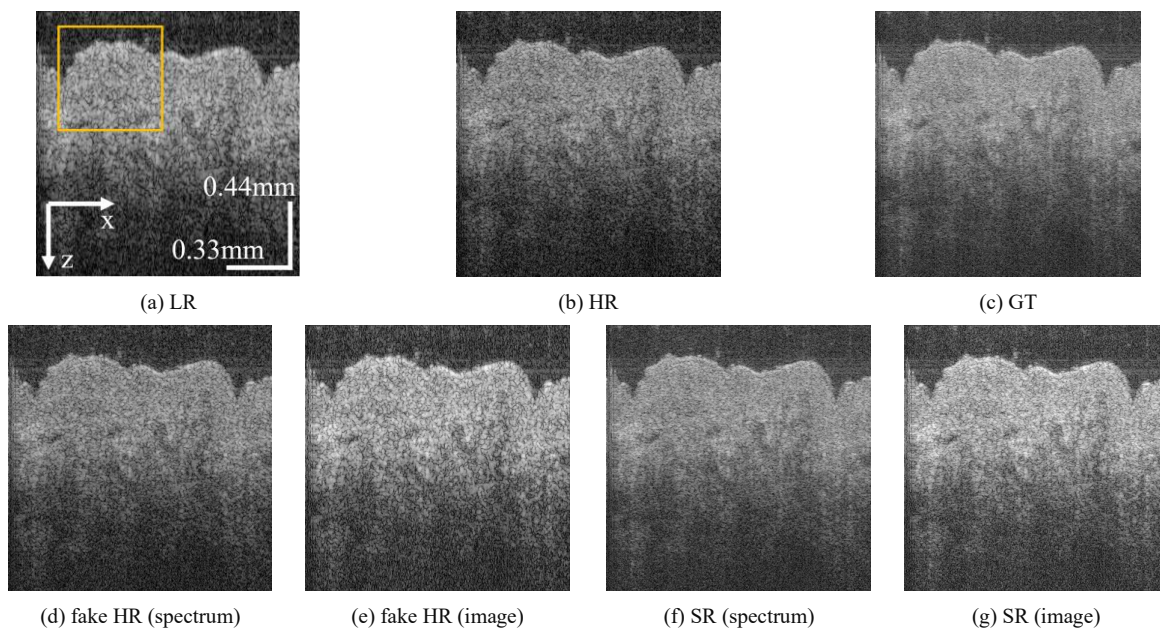 0.44mm
x
0.33mm
z
(a) LR
(b) HR
(c) GT
(d) fake HR (spectrum)
(e) fake HR (image)
(f) SR (spectrum)
(g) SR (image)